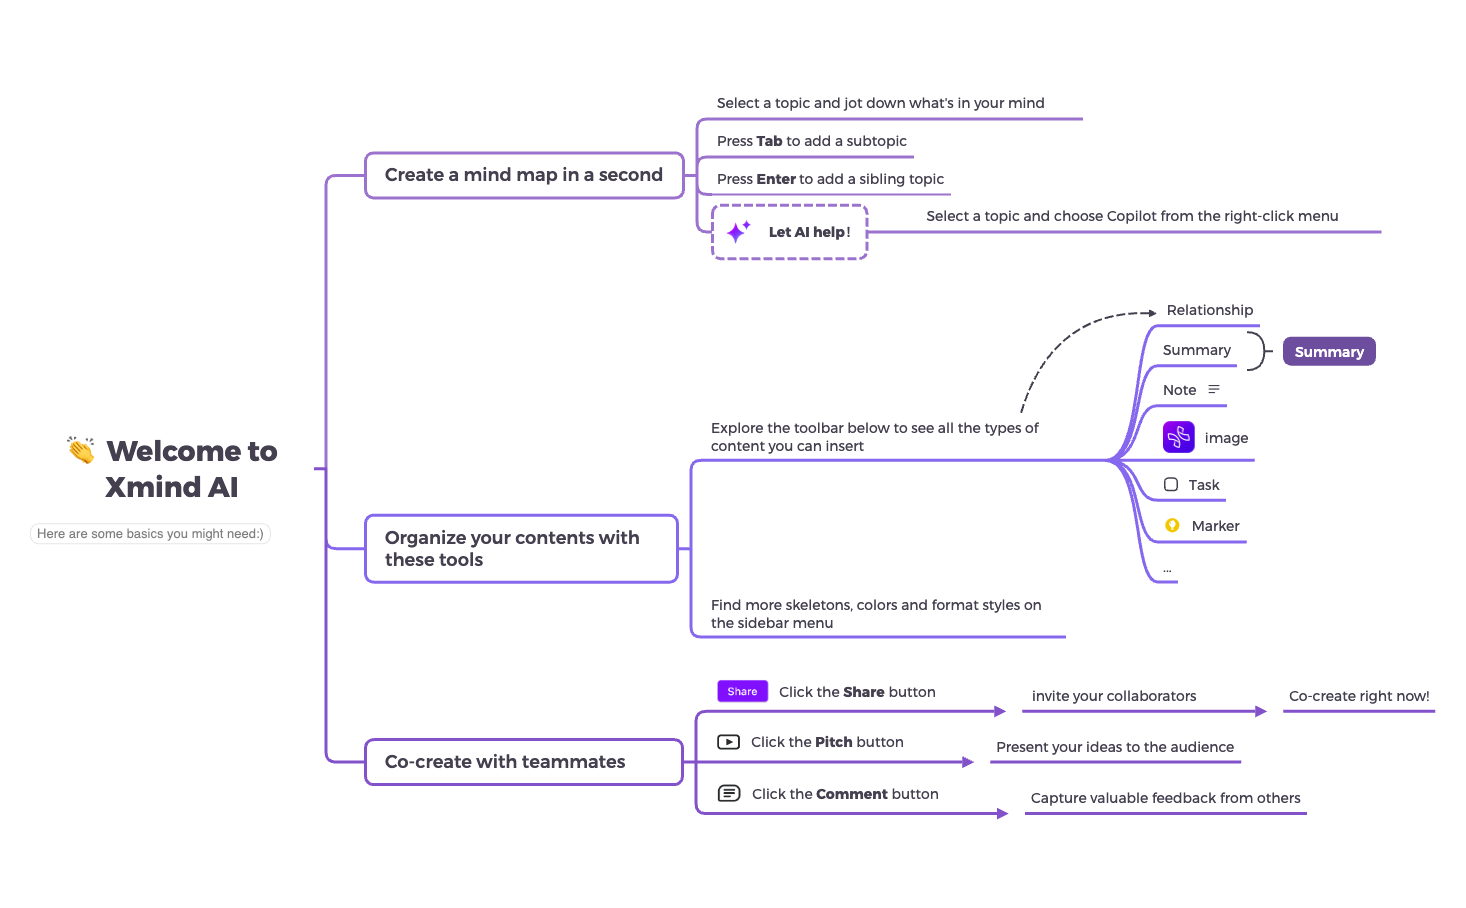 👏 Welcome to
Xmind AI
Here are some basics you might need:)
Create a mind map in a second
Select a topic and jot down what's in your mind
Press Tab to add a subtopic
Press Enter to add a sibling topic
Let AI help!
Select a topic and choose Copilot from the right-click menu
Organize your contents with
these tools
Explore the toolbar below to see all the types of
content you can insert
Relationship
Summary
Summary
Note
image
Task
Marker
...
Find more skeletons, colors and format styles on
the sidebar menu
Co-create with teammates
Share
Click the Share button
invite your collaborators
Co-create right now!
Click the Pitch button
Present your ideas to the audience
Click the Comment button
Capture valuable feedback from others